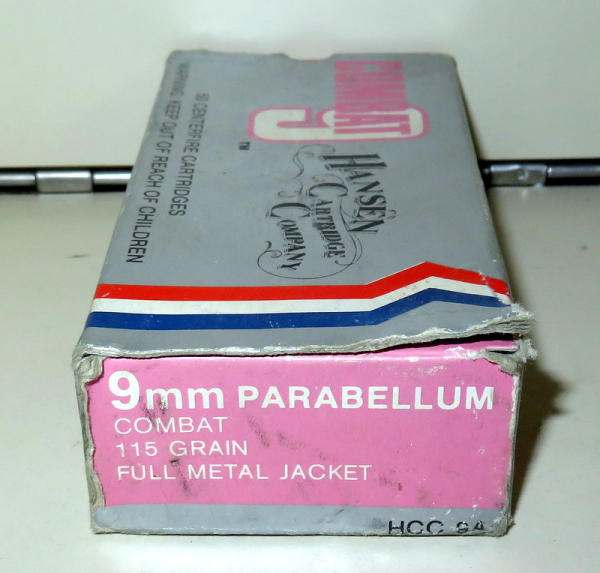 COMBAT
9
TM
HANSEN
CARTRIDGE
COMPANY
50 CENTERFIRE CARTRIDGES
WARNING: KEEP OUT OF REACH OF CHILDREN
9mm PARABELLUM
COMBAT
115 GRAIN
FULL METAL JACKET
HCC 9A